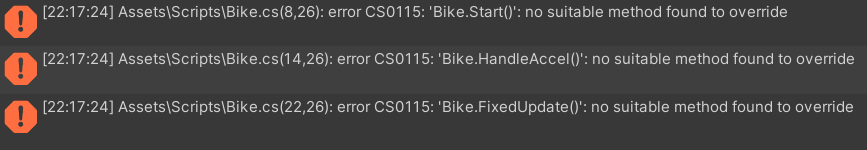 [22:17:24] Assets\Scripts\Bike.cs(8,26): error CS0115: 'Bike.Start()': no suitable method found to override
[22:17:24] Assets\Scripts\Bike.cs(14,26): error CS0115: 'Bike.HandleAccel()': no suitable method found to override
[22:17:24] Assets\Scripts\Bike.cs(22,26): error CS0115: 'Bike.FixedUpdate()': no suitable method found to override